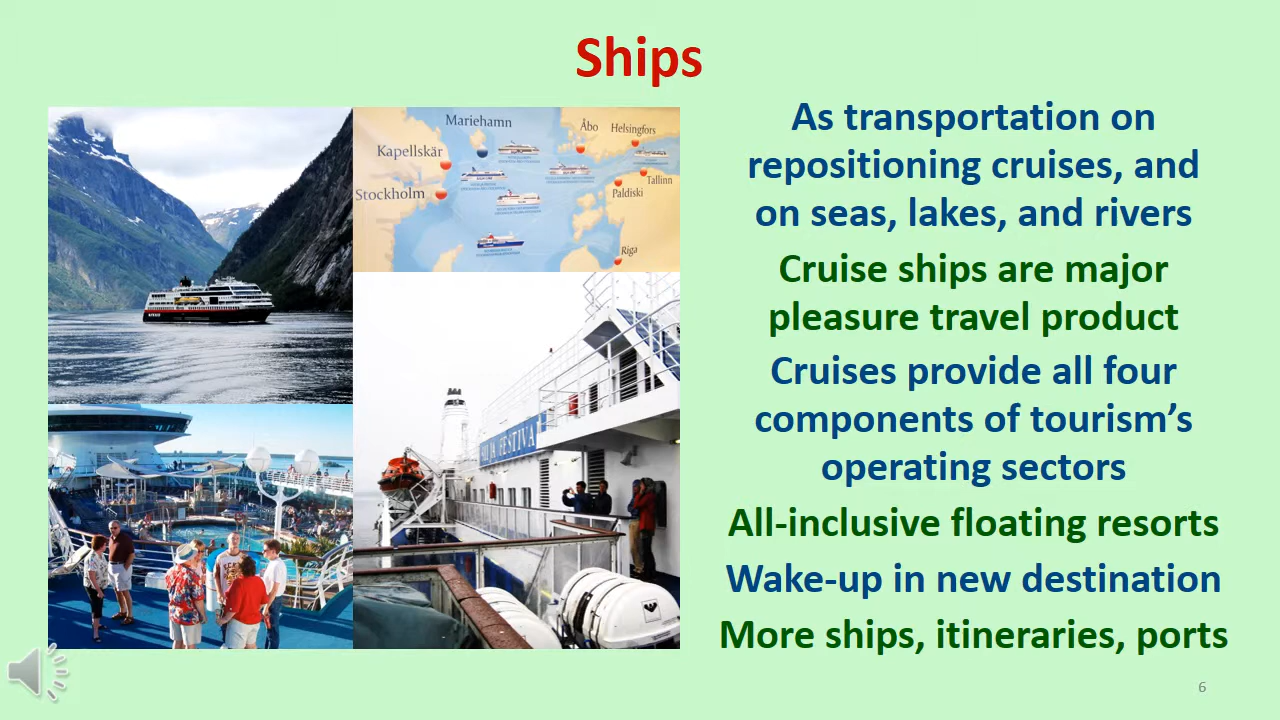 Ships
Mariehamn
Åbo
Helsingfors
Kapellskär
Stockholm
Tallinn
Paldiski
Riga
FESTIVA
As transportation on
repositioning cruises, and
on seas, lakes, and rivers
Cruise ships are major
pleasure travel product
Cruises provide all four
components of tourism’s
operating sectors
All-inclusive floating resorts
Wake-up in new destination
More ships, itineraries, ports
6